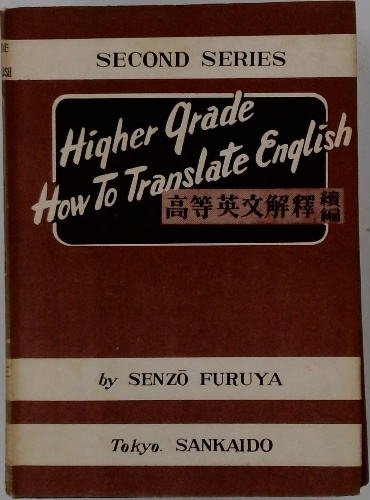 SECOND SERIES
Higher Grade
How To Translate English
高等英文解釋 續編
by SENZŌ FURUYA
Tokyo. SANKAIDO